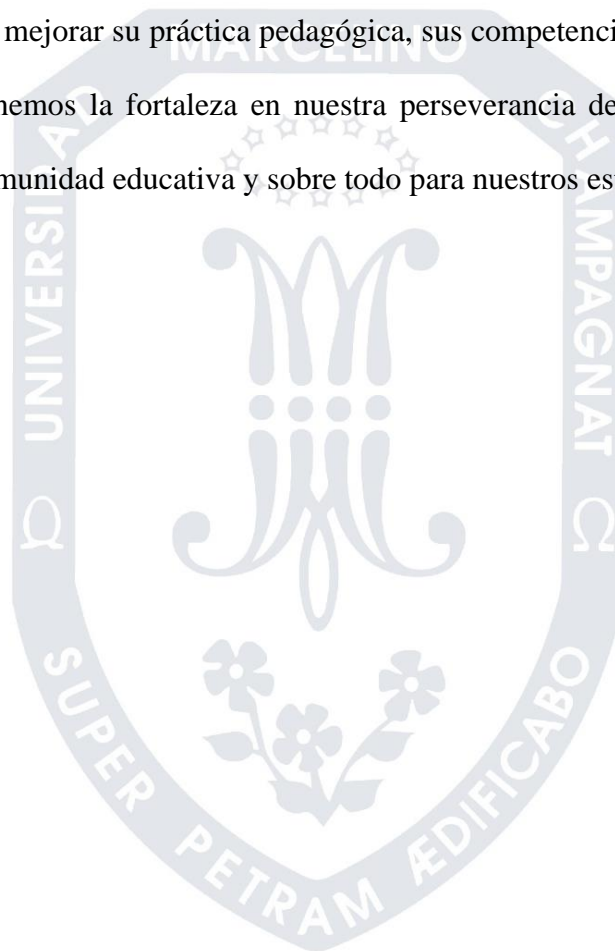 mejorar su práctica pedagógica, sus competenci
nemos la fortaleza en nuestra perseverancia de
munidad educativa y sobre todo para nuestros es
UNIVERSIDAD MARCELINO CHAMPAGNAT
SUPER PETRAM ÆDIFICABO